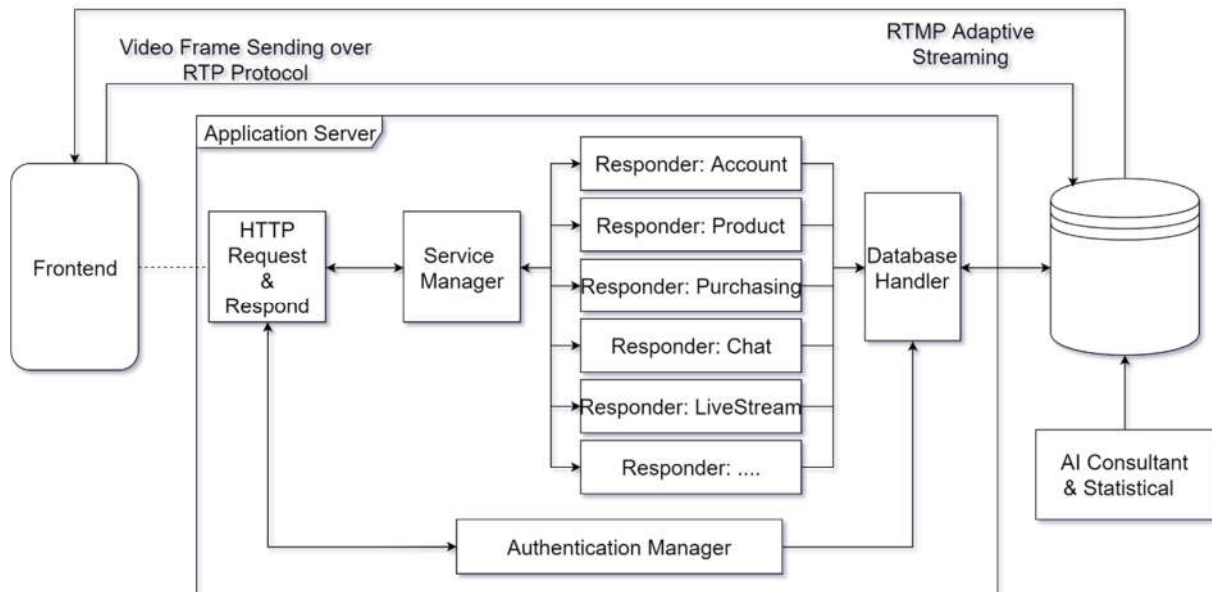 Video Frame Sending over
RTP Protocol
RTMP Adaptive
Streaming
Application Server
Frontend
HTTP
Request
&
Respond
Service
Manager
Responder: Account
Responder: Product
Responder: Purchasing
Responder: Chat
Responder: LiveStream
Responder: ....
Database
Handler
AI Consultant
& Statistical
Authentication Manager